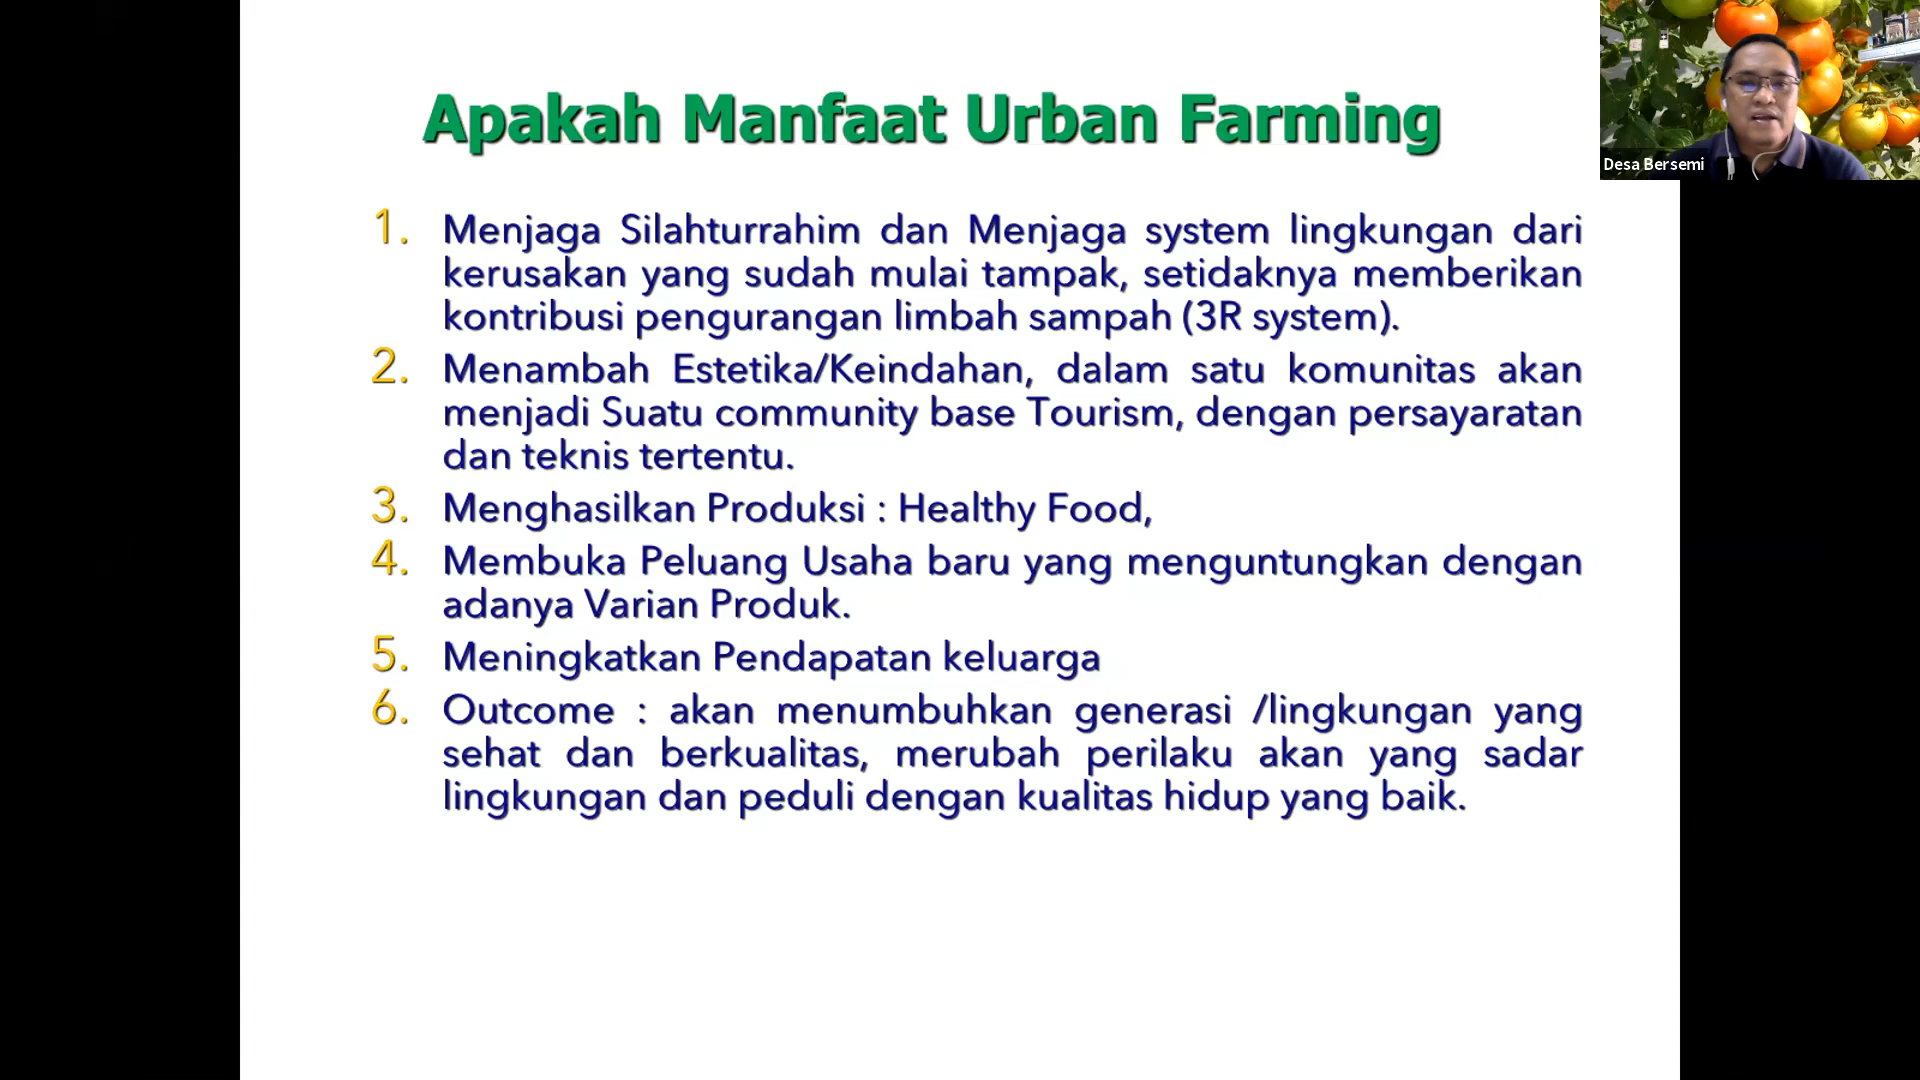 Apakah Manfaat Urban Farming
Desa Bersemi
1. Menjaga Silahturrahim dan Menjaga system lingkungan dari
kerusakan yang sudah mulai tampak, setidaknya memberikan
kontribusi pengurangan limbah sampah (3R system).
2. Menambah Estetika/Keindahan, dalam satu komunitas akan
menjadi Suatu community base Tourism, dengan persayaratan
dan teknis tertentu.
3. Menghasilkan Produksi : Healthy Food,
4. Membuka Peluang Usaha baru yang menguntungkan dengan
adanya Varian Produk.
5. Meningkatkan Pendapatan keluarga
6. Outcome : akan menumbuhkan generasi /lingkungan yang
sehat dan berkualitas, merubah perilaku akan yang sadar
lingkungan dan peduli dengan kualitas hidup yang baik.